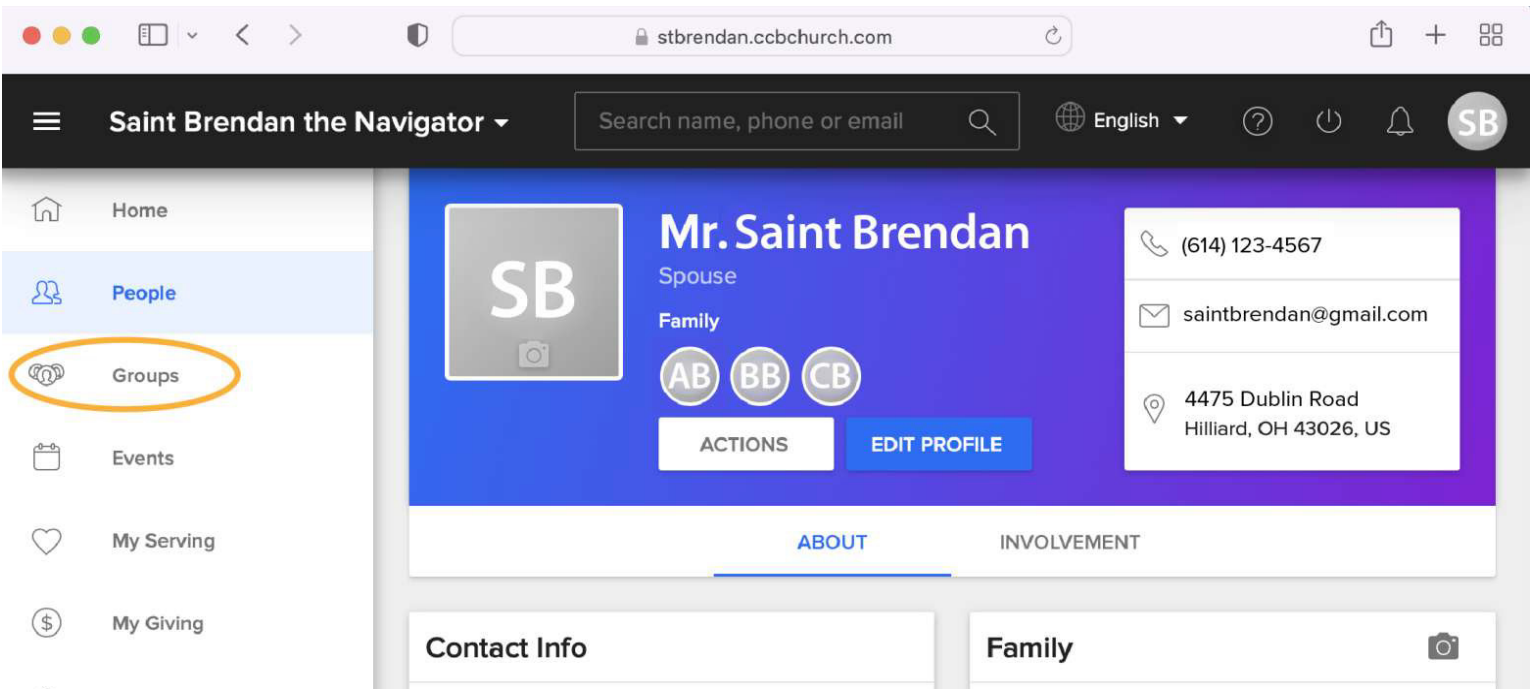 stbrendan.ccbchurch.com
Saint Brendan the Navigator
Search name, phone or email
English
SB
Home
People
Groups
Events
My Serving
My Giving
SB
Mr. Saint Brendan
Spouse
Family
AB BB CB
ACTIONS
EDIT PROFILE
(614) 123-4567
saintbrendan@gmail.com
4475 Dublin Road
Hilliard, OH 43026, US
ABOUT
INVOLVEMENT
Contact Info
Family